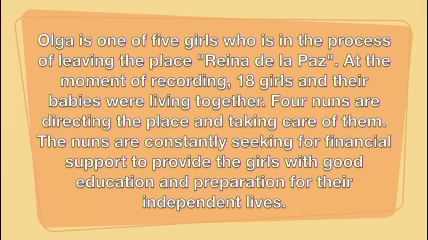 Olga is one of five girls who is in the process
of leaving the place "Reina de la Paz". At the
moment of recording, 18 girls and their
babies were living together. Four nuns are
directing the place and taking care of them.
The nuns are constantly seeking for financial
support to provide the girls with good
education and preparation for their
independent lives.